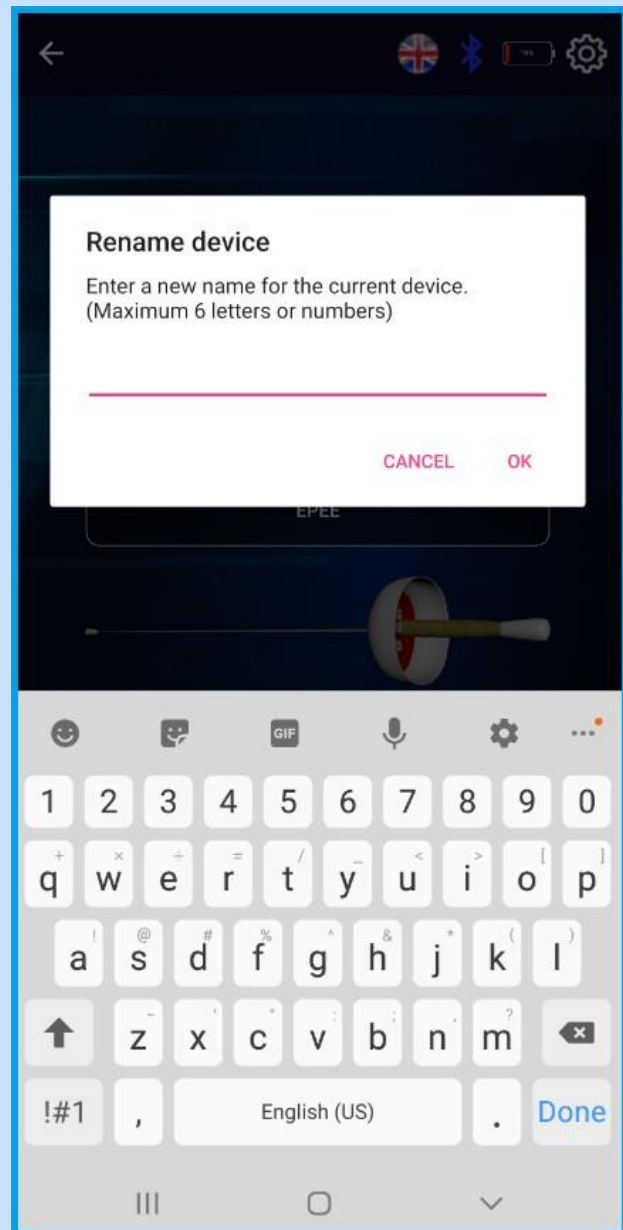 Rename device
Enter a new name for the current device.
(Maximum 6 letters or numbers)
CANCEL OK
EPEE
GIF
1 2 3 4 5 6 7 8 9 0
+ × ÷ = / _ < > [ ]
q w e r t y u i o p
! @ # % ^ & * ( )
a s d f g h j k l
- ' " : ; , ?
z x c v b n m
!#1 , English (US) . Done